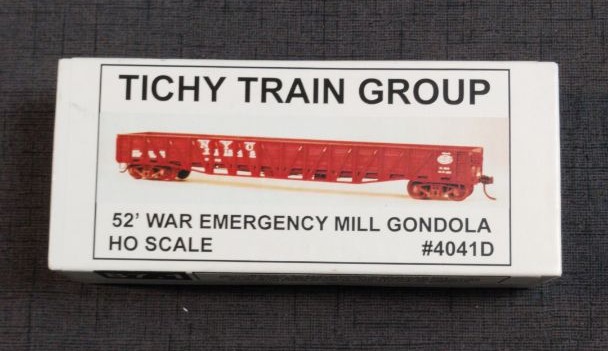 TICHY TRAIN GROUP
N Y C
52' WAR EMERGENCY MILL GONDOLA
HO SCALE #4041D